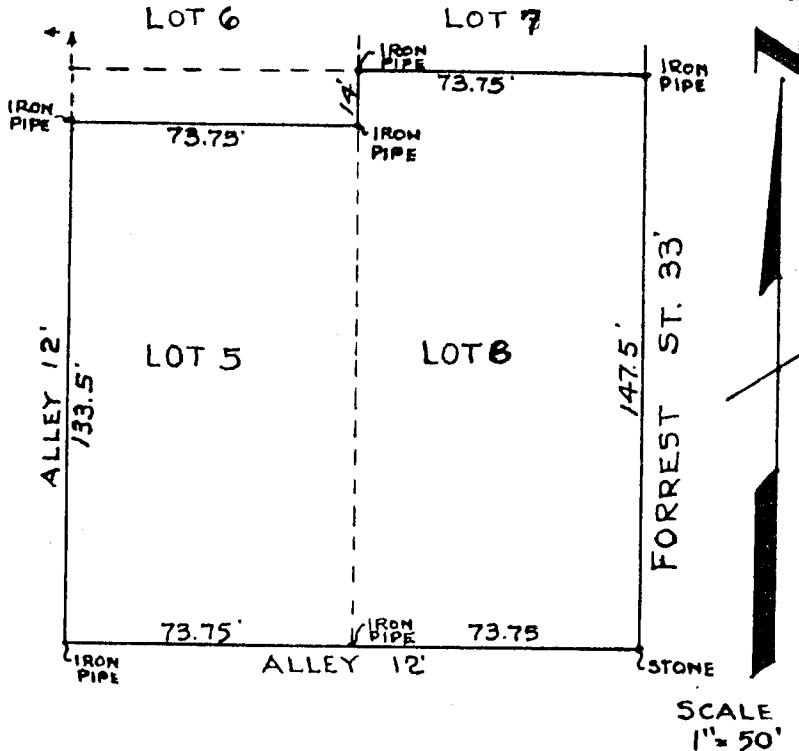 LOT 6
LOT 7
4
IRON
PIPE
73.75'
IRON
PIPE
14'
IRON
PIPE
73.75'
IRON
PIPE
ALLEY 12'
133.5'
LOT 5
LOT 8
147.5'
FORREST ST. 33'
73.75'
IRON
PIPE
73.75
IRON
PIPE
ALLEY 12'
STONE
SCALE
1"= 50'